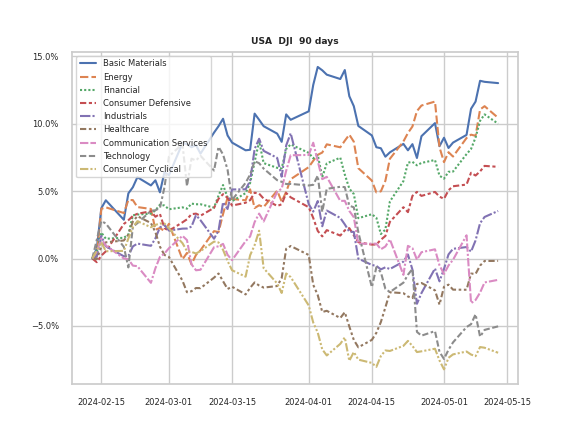 USA  DJI  90 days
15.0%
10.0%
5.0%
0.0%
−5.0%
Basic Materials
Energy
Financial
Consumer Defensive
Industrials
Healthcare
Communication Services
Technology
Consumer Cyclical
2024-02-15 2024-03-01 2024-03-15 2024-04-01 2024-04-15 2024-05-01 2024-05-15